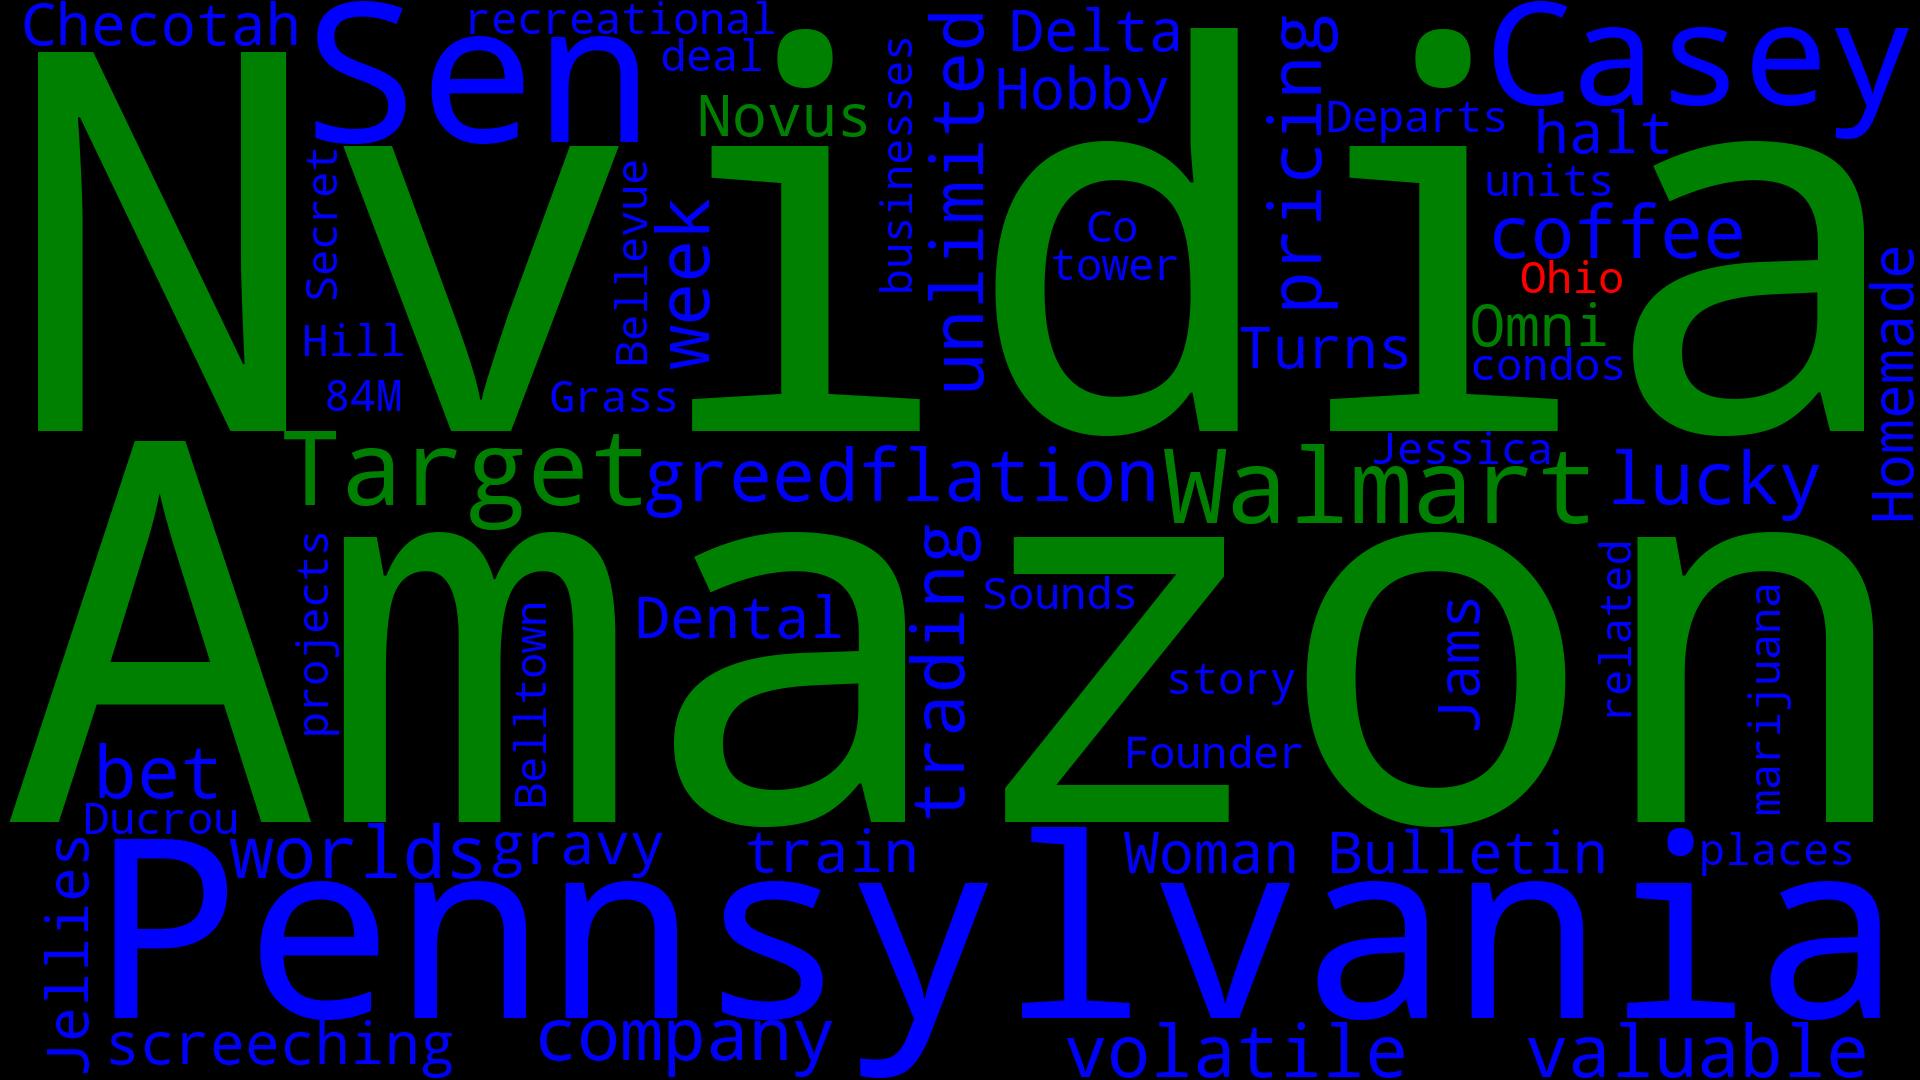 Checotah
Sen
recreational
deal
Delta
Hobby
Casey
Nvidia
Novus
businesses
unlimited
pricing
Departs
halt
units
coffee
Ohio
Omni
condos
Secret
Hill
84M
Bellevue
week
Grass
Co
tower
Turns
Homemade
Target
greedflation
Walmart
Jessica
lucky
Amazon
projects
Belltown
Dental
trading
Sounds
story
Founder
Jams
related
marijuana
bet
Ducrou
worlds
gravy
train
Woman
Bulletin
places
Jellies
Pennsylvania
screeching
company
volatile
valuable